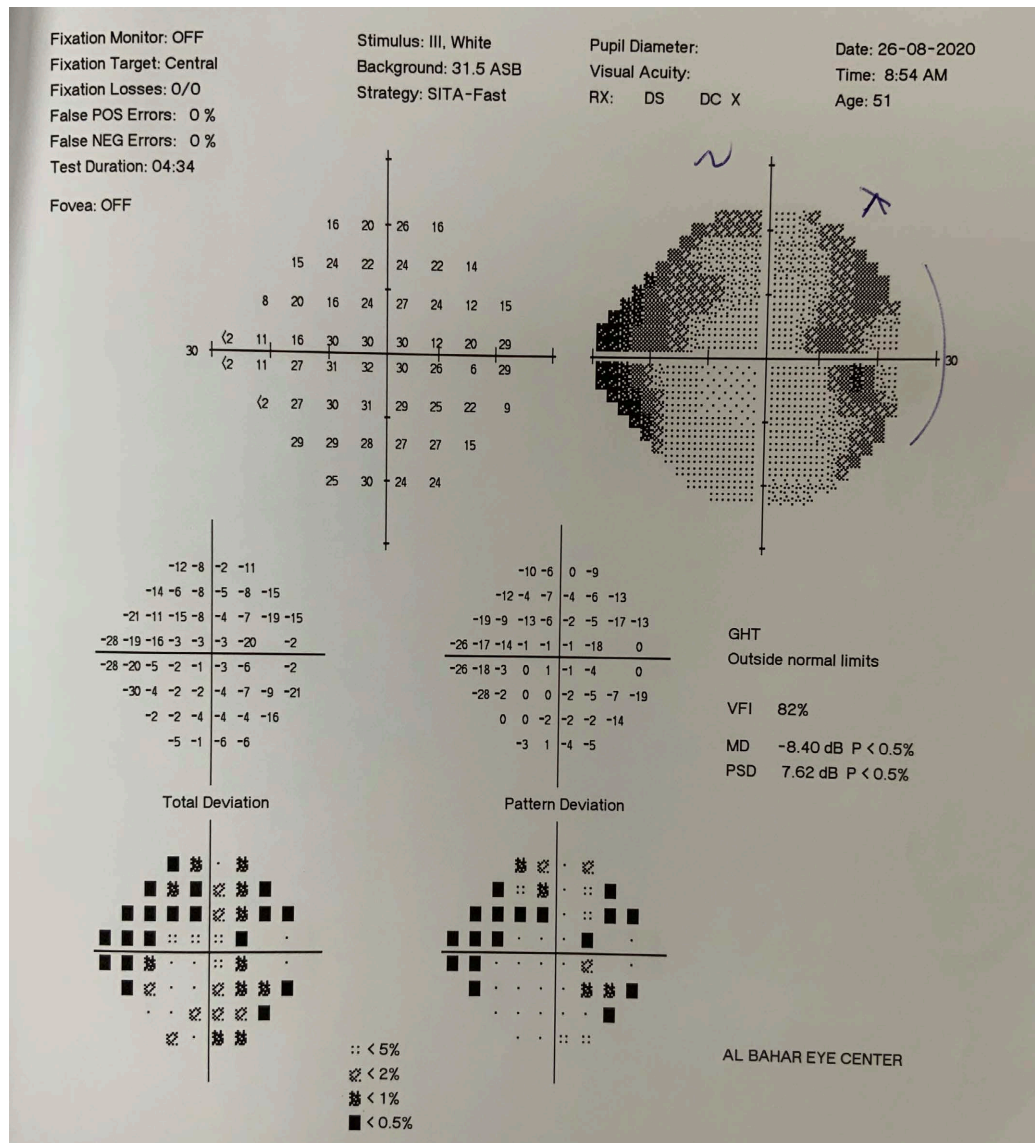 Fixation Monitor: OFF
Fixation Target: Central
Fixation Losses: 0/0
False POS Errors: 0 %
False NEG Errors: 0 %
Test Duration: 04:34
Fovea: OFF
Stimulus: III, White
Background: 31.5 ASB
Strategy: SITA-Fast
Pupil Diameter:
Visual Acuity:
RX: DS DC X
Date: 26-08-2020
Time: 8:54 AM
Age: 51
16 20 26 16
15 24 22 24 22 14
8 20 16 24 27 24 12 15
30 <2 11 16 30 30 30 12 20 29
<2 11 27 31 32 30 26 6 29
<2 27 30 31 29 25 22 9
29 29 28 27 27 15
25 30 24 24
30
-12 -8 -2 -11
-14 -6 -8 -5 -8 -15
-21 -11 -15 -8 -4 -7 -19 -15
-28 -19 -16 -3 -3 -3 -20 -2
-28 -20 -5 -2 -1 -3 -6 -2
-30 -4 -2 -2 -4 -7 -9 -21
-2 -2 -4 -4 -4 -16
-5 -1 -6 -6
Total Deviation
-10 -6 0 -9
-12 -4 -7 -4 -6 -13
-19 -9 -13 -6 -2 -5 -17 -13
-26 -17 -14 -1 -1 -1 -18 0
-26 -18 -3 0 1 -1 -4 0
-28 -2 0 0 -2 -5 -7 -19
0 0 -2 -2 -2 -14
-3 1 -4 -5
Pattern Deviation
GHT
Outside normal limits
VFI 82%
MD -8.40 dB P < 0.5%
PSD 7.62 dB P < 0.5%
< 5%
< 2%
< 1%
< 0.5%
AL BAHAR EYE CENTER